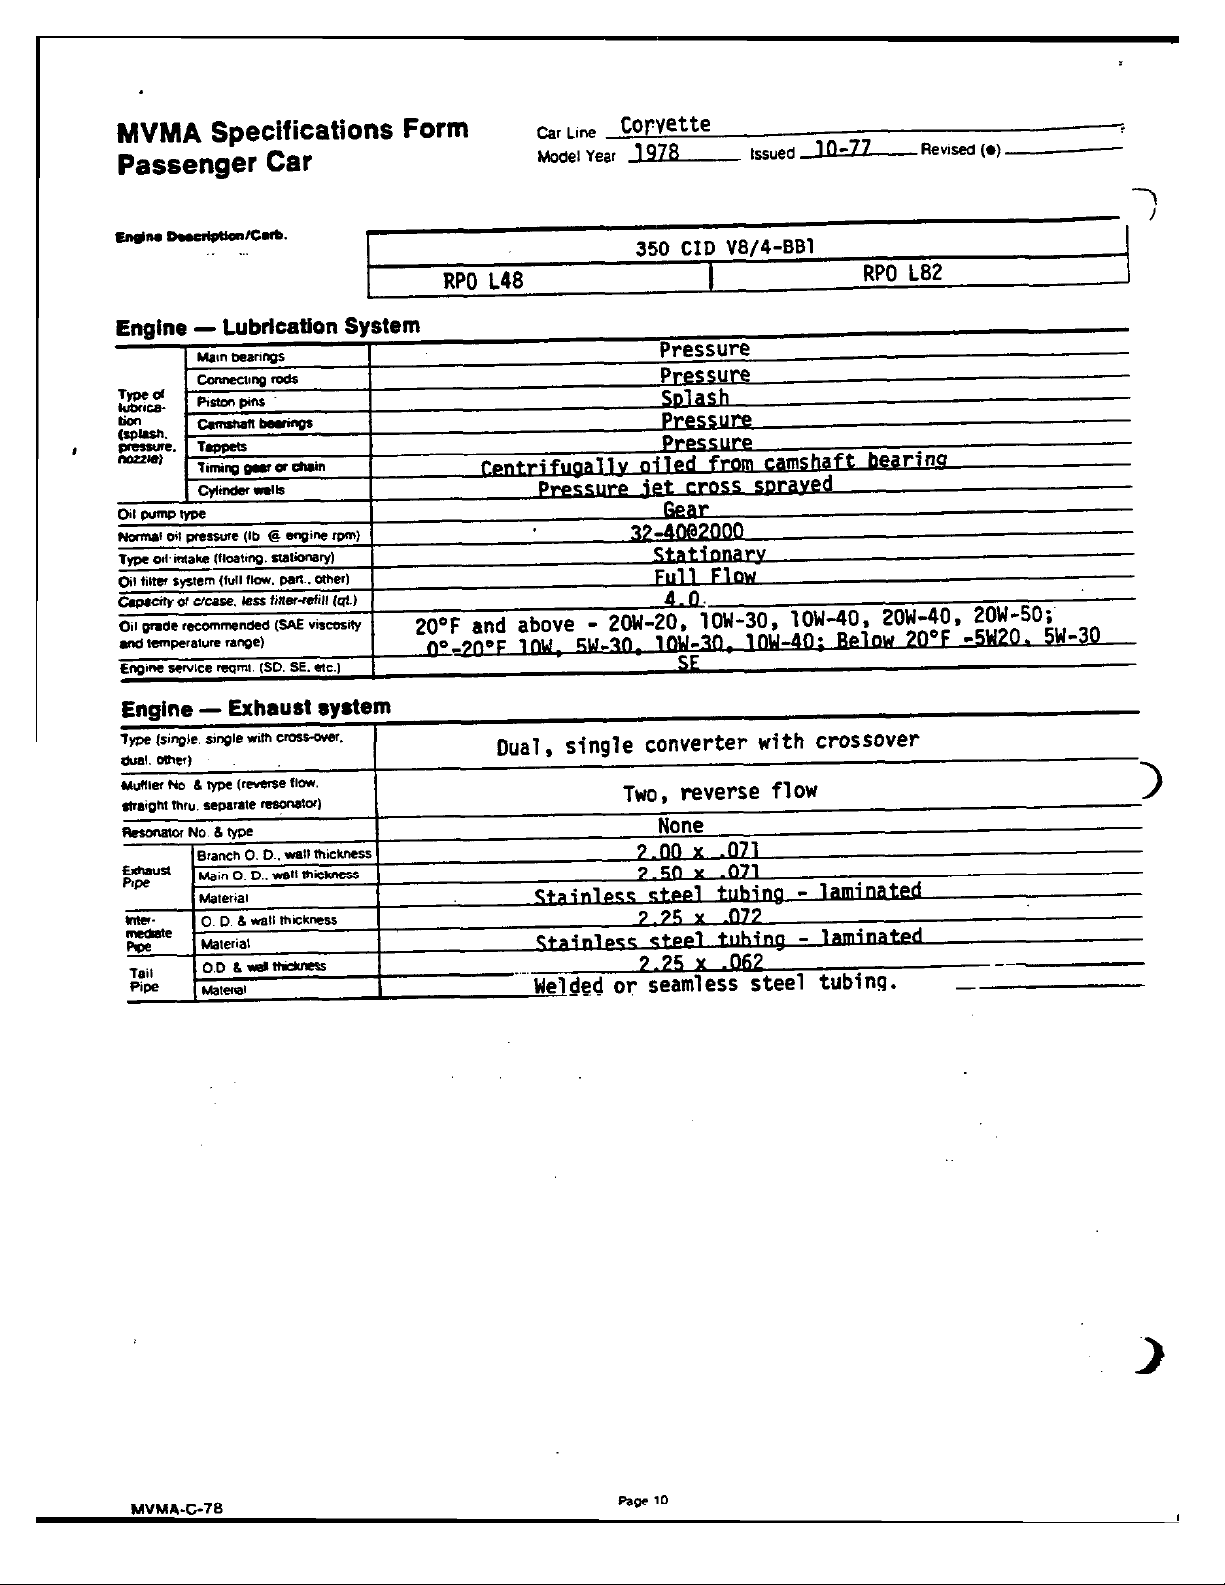 MVMA Specifications Form
Passenger Car
Car Line Corvette
Model Year 1978 Issued 10-77 Revised (●)
Engine Description/Carb.
350 CID V8/4-BB1
RPO L48 RPO L82
Engine — Lubrication System
Type of lubrica-tion (splash, pressure, nozzle)
Main bearings Pressure
Connecting rods Pressure
Piston pins Splash
Camshaft bearings Pressure
Tappets Pressure
Timing gear or chain Centrifugally oiled from camshaft bearing
Cylinder walls Pressure jet cross sprayed
Oil pump type Gear
Normal oil pressure (lb @ engine rpm) 32-40@2000
Type oil intake (floating, stationary) Stationary
Oil filter system (full flow, part., other) Full Flow
Capacity of c/case, less filter-refill (qt.) 4.0
Oil grade recommended (SAE viscosity 20°F and above - 20W-20, 10W-30, 10W-40, 20W-40, 20W-50;
and temperature range) 0°-20°F 10W, 5W-30, 10W-30, 10W-40; Below 20°F -5W20, 5W-30
Engine service reqmt. (SD, SE, etc.) SE
Engine — Exhaust system
Type (single, single with cross-over,
dual, other) Dual, single converter with crossover
Muffler No & type (reverse flow,
straight thru, separate resonator) Two, reverse flow
Resonator No. & type None
Exhaust Pipe
Branch O. D., wall thickness 2.00 x .071
Main O. D., wall thickness 2.50 x .071
Material Stainless steel tubing - laminated
Inter-mediate Pipe
O. D. & wall thickness 2.25 x .072
Material Stainless steel tubing - laminated
Tail Pipe
O.D & wall thickness 2.25 x .062
Material Welded or seamless steel tubing.
MVMA-C-78
Page 10